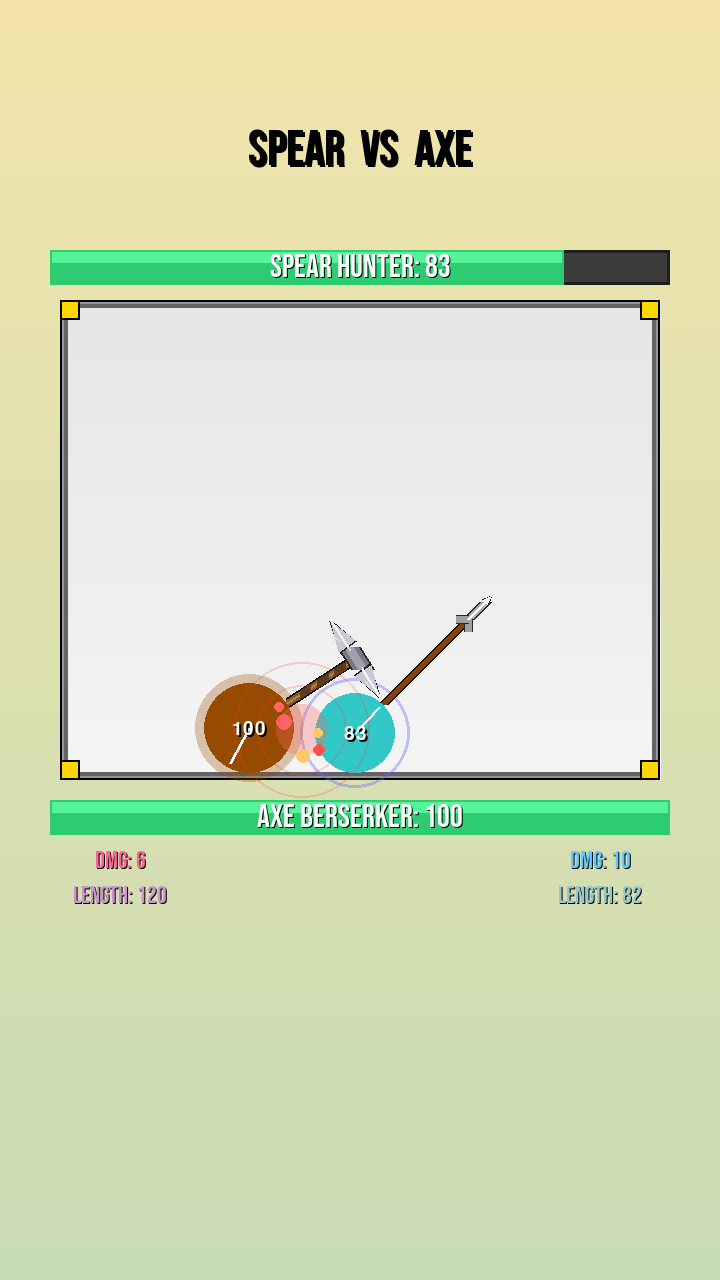 SPEAR VS AXE
SPEAR HUNTER: 83
100
83
AXE BERSERKER: 100
DMG: 6
DMG: 10
LENGTH: 120
LENGTH: 82